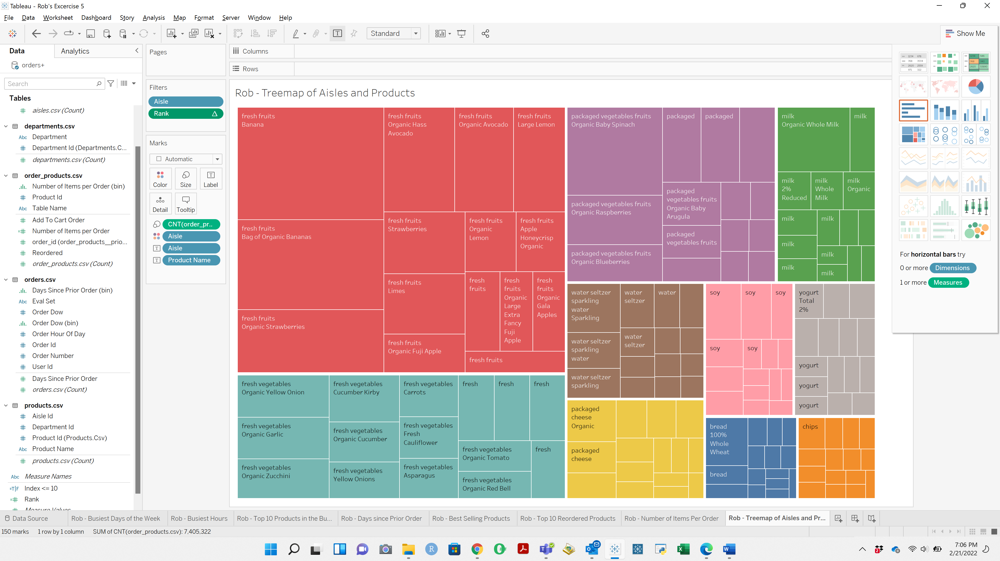 Tableau - Rob's Excercise 5
File Data Worksheet Dashboard Story Analysis Map Format Server Window Help
Standard
Show Me
Data
Analytics
orders+
Search
Tables
aisles.csv (Count)
departments.csv
Abc Department
Department Id (Departments.C...
departments.csv (Count)
order_products.csv
Number of Items per Order (bin)
Product Id
Abc Table Name
Add To Cart Order
Number of Items per Order
order_id (order_products__prio...
Reordered
order_products.csv (Count)
orders.csv
Days Since Prior Order (bin)
Abc Eval Set
Order Dow
Order Dow (bin)
Order Hour Of Day
Order Id
Order Number
User Id
Days Since Prior Order
orders.csv (Count)
products.csv
Aisle Id
Department Id
Product Id (Products.Csv)
Abc Product Name
products.csv (Count)
Abc Measure Names
=T|F Index <= 10
Rank
Measure Values
Pages
Filters
Aisle
Rank
Marks
Automatic
Color
Size
Label
Detail
Tooltip
CNT(order_pr..
Aisle
Aisle
Product Name
Columns
Rows
Rob - Treemap of Aisles and Products
fresh fruits
Banana
fresh fruits
Bag of Organic Bananas
fresh fruits
Organic Strawberries
fresh fruits
Organic Hass
Avocado
fresh fruits
Organic Avocado
fresh fruits
Large Lemon
fresh fruits
Strawberries
fresh fruits
Limes
fresh fruits
Organic Fuji Apple
fresh fruits
Organic
Lemon
fresh fruits
Apple
Honeycrisp
Organic
fresh
fruits
fresh
fruits
Organic
Large
Extra
Fancy
Fuji
Apple
fresh
fruits
Organic
Gala
Apples
fresh fruits
fresh vegetables
Organic Yellow Onion
fresh vegetables
Organic Garlic
fresh vegetables
Organic Zucchini
fresh vegetables
Cucumber Kirby
fresh vegetables
Organic Cucumber
fresh vegetables
Yellow Onions
fresh vegetables
Carrots
fresh vegetables
Fresh
Cauliflower
fresh vegetables
Asparagus
fresh
fresh
fresh
fresh vegetables
Organic Tomato
fresh vegetables
Organic Red Bell
fresh
packaged vegetables fruits
Organic Baby Spinach
packaged vegetables fruits
Organic Raspberries
packaged vegetables fruits
Organic Blueberries
packaged
packaged
packaged
vegetables fruits
Organic Baby
Arugula
packaged
vegetables fruits
milk
Organic Whole Milk
milk
milk
2%
Reduced
milk
Whole
Milk
milk
Organic
milk
milk
milk
milk
milk
milk
water seltzer
sparkling
water
Sparkling
water seltzer
sparkling
water
water seltzer
sparkling
water
seltzer
water
water
seltzer
soy
soy
soy
soy
soy
yogurt
Total
2%
yogurt
yogurt
yogurt
packaged
cheese
Organic
packaged
cheese
bread
100%
Whole
Wheat
bread
chips
1234 678
368 3034
2620 2559
971 322
1234 546
368 340
2620 53890
For horizontal bars try
0 or more Dimensions
1 or more Measures
Data Source
Rob - Busiest Days of the Week
Rob - Busiest Hours
Rob - Top 10 Products in the Bu...
Rob - Days since Prior Order
Rob - Best Selling Products
Rob - Top 10 Reordered Products
Rob - Number of Items Per Order
Rob - Treemap of Aisles and Pr...
150 marks 1 row by 1 column SUM of CNT(order_products.csv): 7,405,322
7:06 PM
2/21/2022